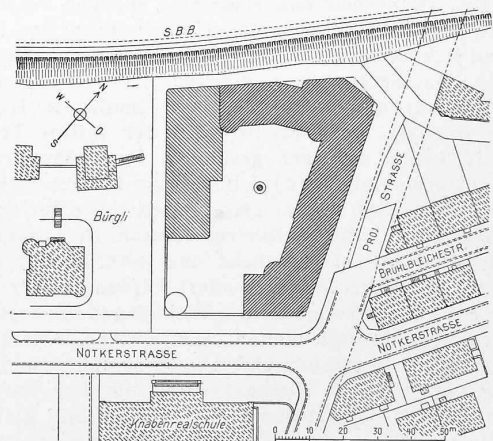 S.B.B
N
W
O
S
STRASSE
Bürgli
PROJ
BRÜHLBLEICHESTR.
NOTKERSTRASSE
NOTKERSTRASSE
Knabenrealschule
0 10 20 30 40 50m